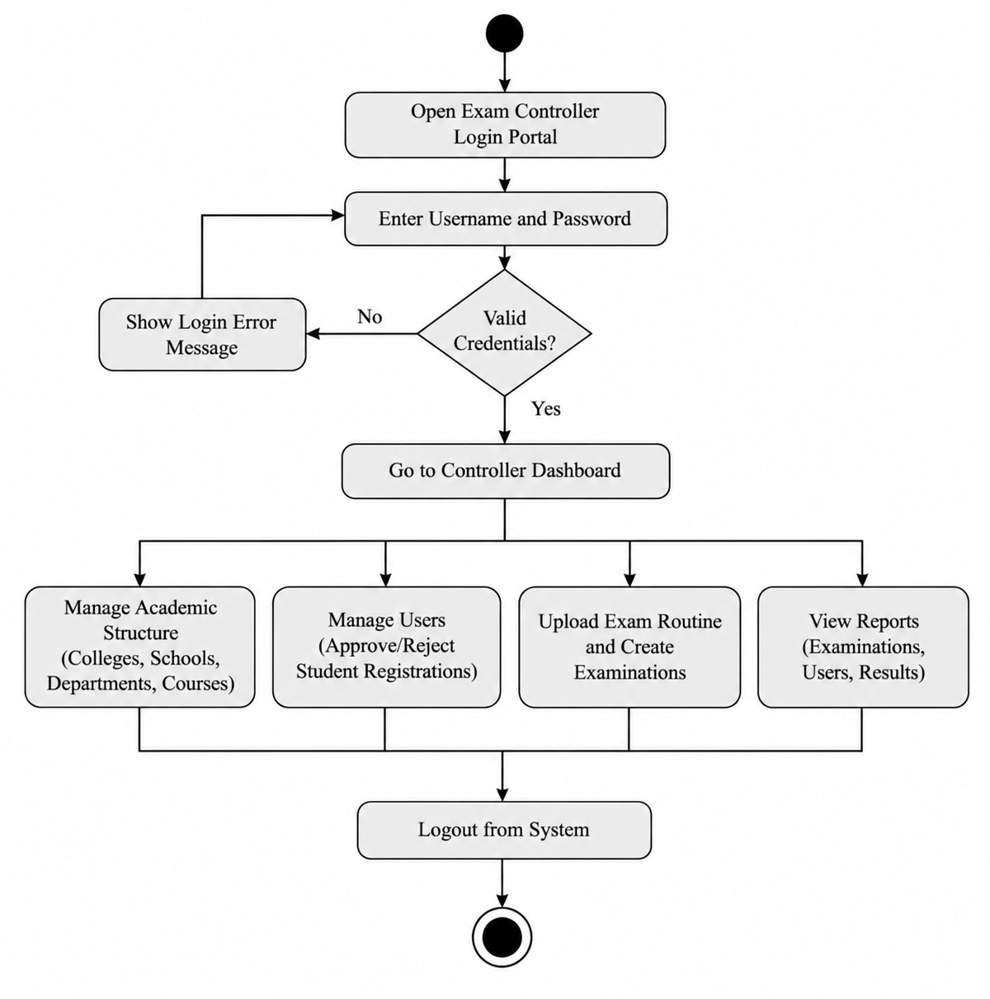 Open Exam Controller
Login Portal
Enter Username and Password
Show Login Error
Message
No
Valid
Credentials?
Yes
Go to Controller Dashboard
Manage Academic
Structure
(Colleges, Schools,
Departments, Courses)
Manage Users
(Approve/Reject
Student Registrations)
Upload Exam Routine
and Create
Examinations
View Reports
(Examinations,
Users, Results)
Logout from System